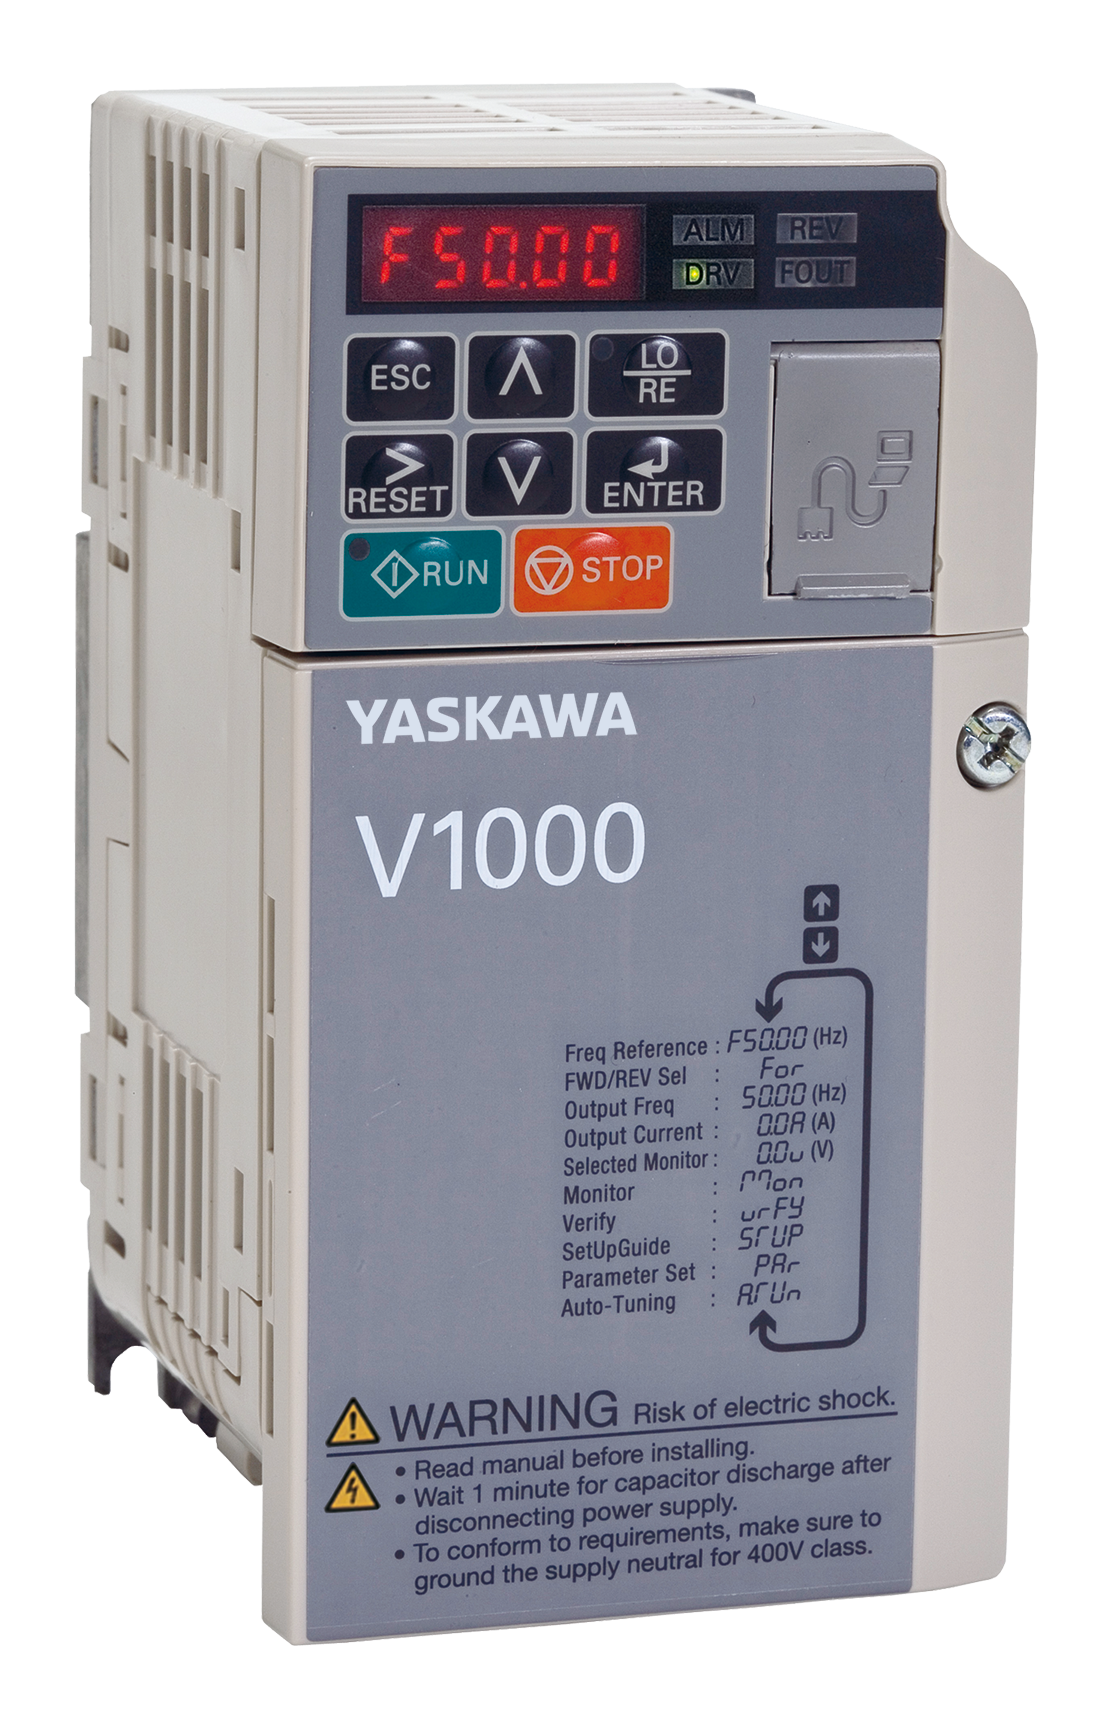 F50.00
ALM REV
DRV FOUT
ESC
LO
RE
>
RESET
ENTER
RUN
STOP
YASKAWA
V1000
Freq Reference : F50.00 (Hz)
FWD/REV Sel : For
Output Freq : 50.00 (Hz)
Output Current : 0.0A (A)
Selected Monitor : 0.0v (V)
Monitor : Mon
Verify : vrFY
SetUpGuide : STUP
Parameter Set : PAr
Auto-Tuning : A.TUn
WARNING Risk of electric shock.
• Read manual before installing.
• Wait 1 minute for capacitor discharge after
disconnecting power supply.
• To conform to requirements, make sure to
ground the supply neutral for 400V class.